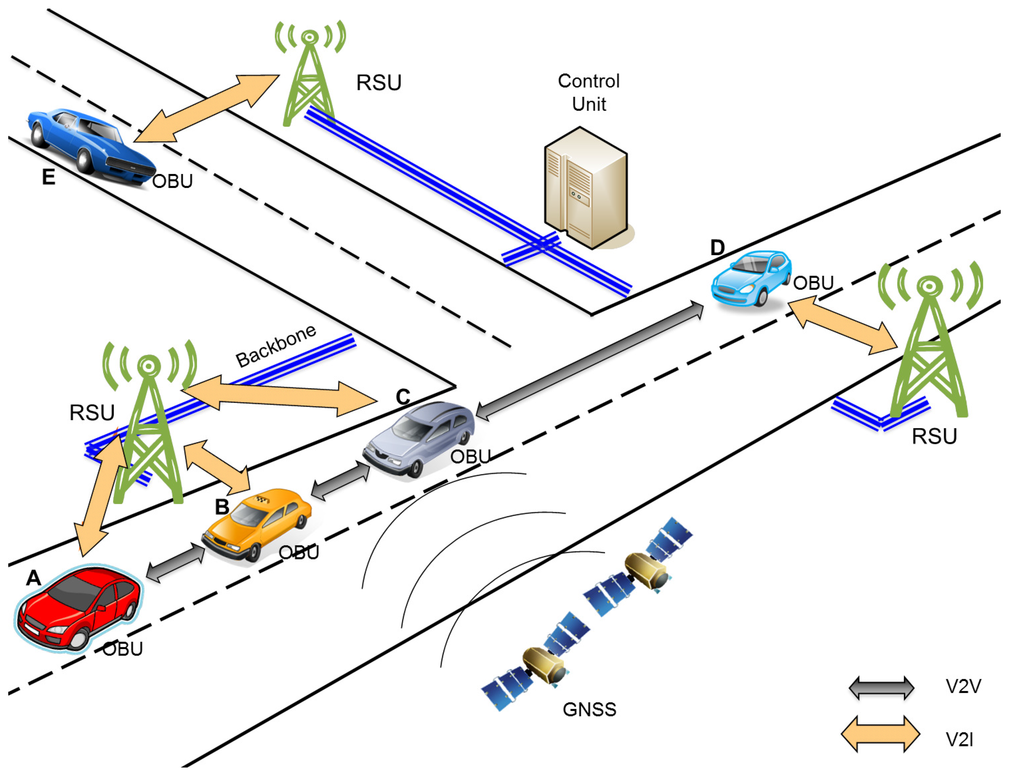 RSU
Control
Unit
E
OBU
D
OBU
Backbone
RSU
C
OBU
RSU
B
OBU
A
OBU
GNSS
V2V
V2I